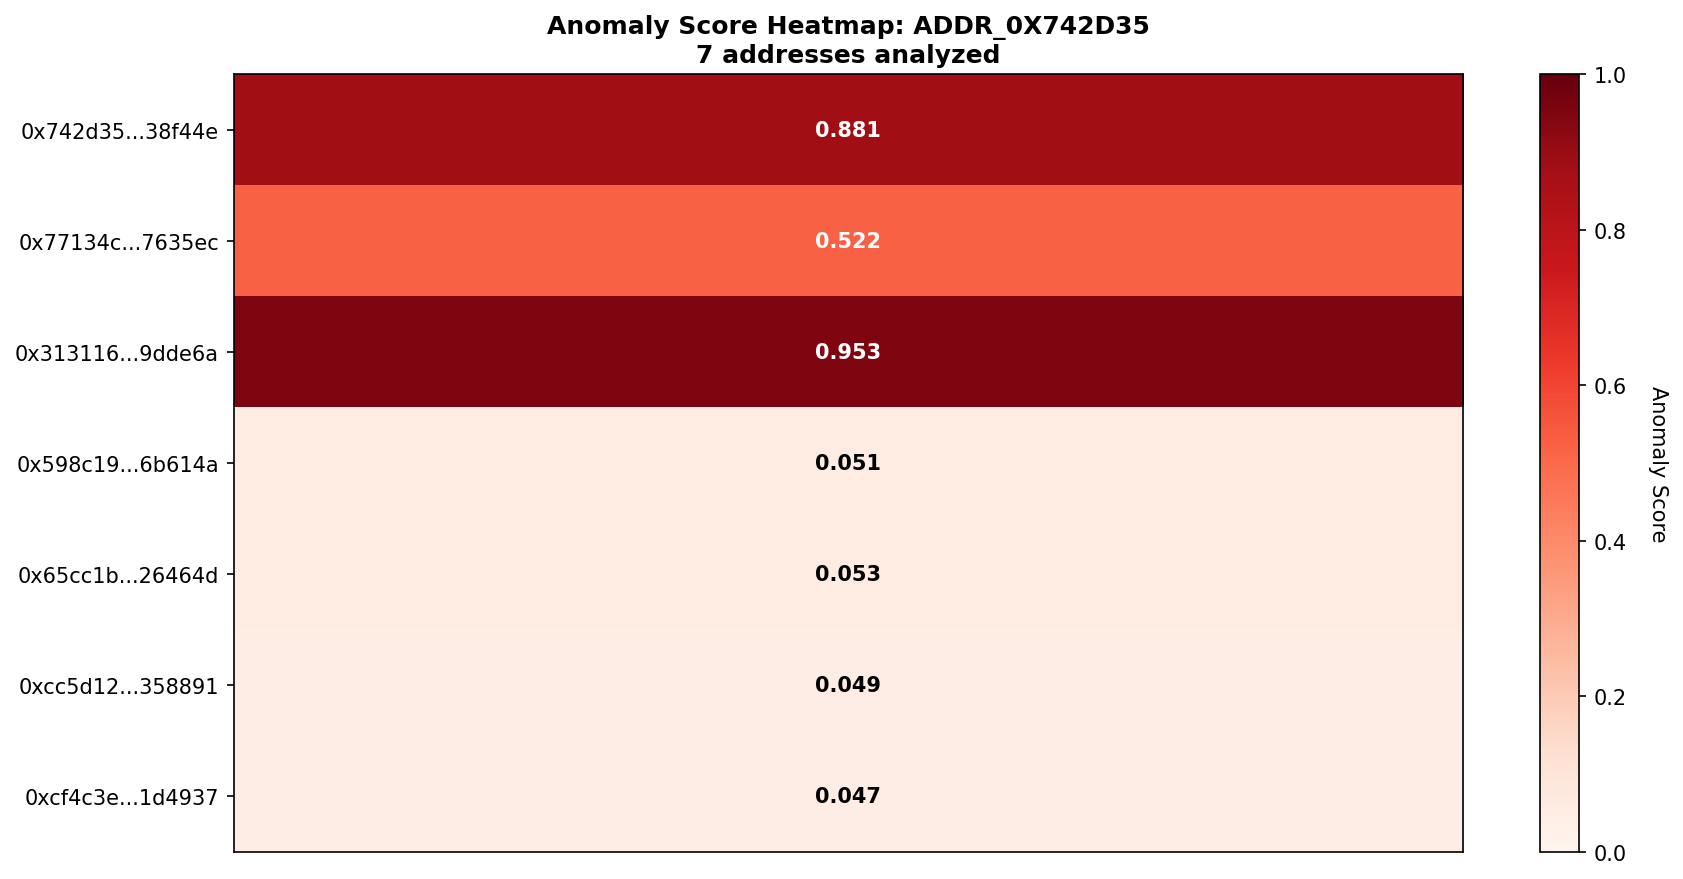 Anomaly Score Heatmap: ADDR_0X742D35
7 addresses analyzed
0x742d35...38f44e
0.881
0x77134c...7635ec
0.522
0x313116...9dde6a
0.953
0x598c19...6b614a
0.051
0x65cc1b...26464d
0.053
0xcc5d12...358891
0.049
0xcf4c3e...1d4937
0.047
1.0
0.8
0.6
0.4
0.2
0.0
Anomaly Score